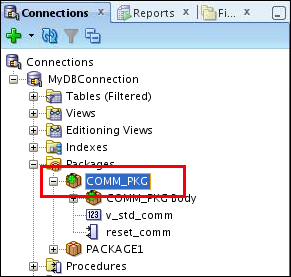 Connections Reports Fi...
Connections
MyDBConnection
Tables (Filtered)
Views
Editioning Views
Indexes
Packages
COMM_PKG
COMM_PKG Body
123 v_std_comm
reset_comm
PACKAGE1
Procedures